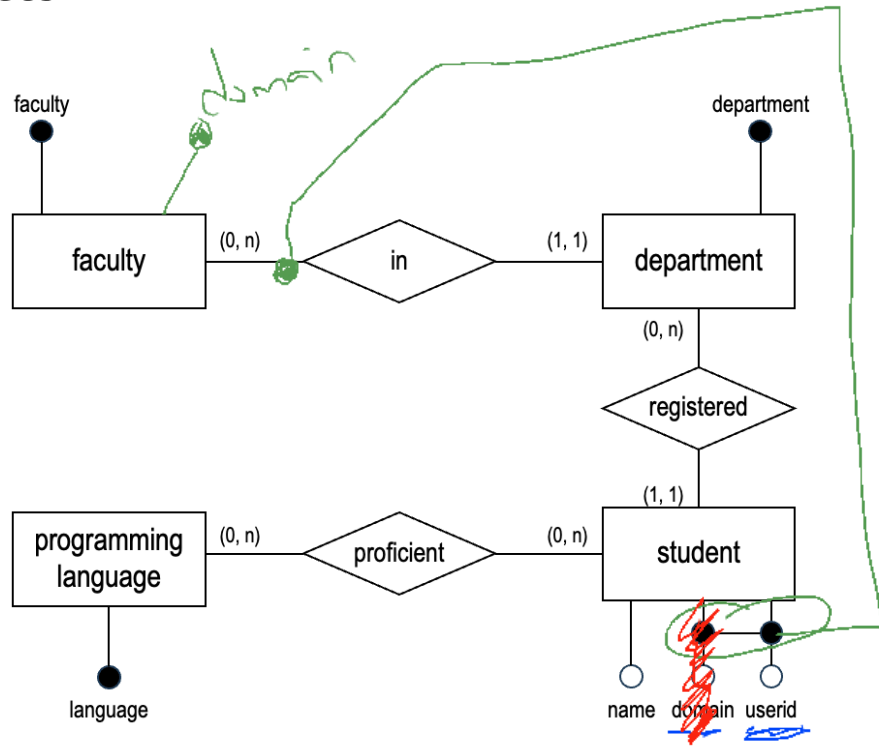 domain
faculty
department
faculty
(0, n)
in
(1, 1)
department
(0, n)
registered
(1, 1)
programming
language
(0, n)
proficient
(0, n)
student
language
name
domain
userid